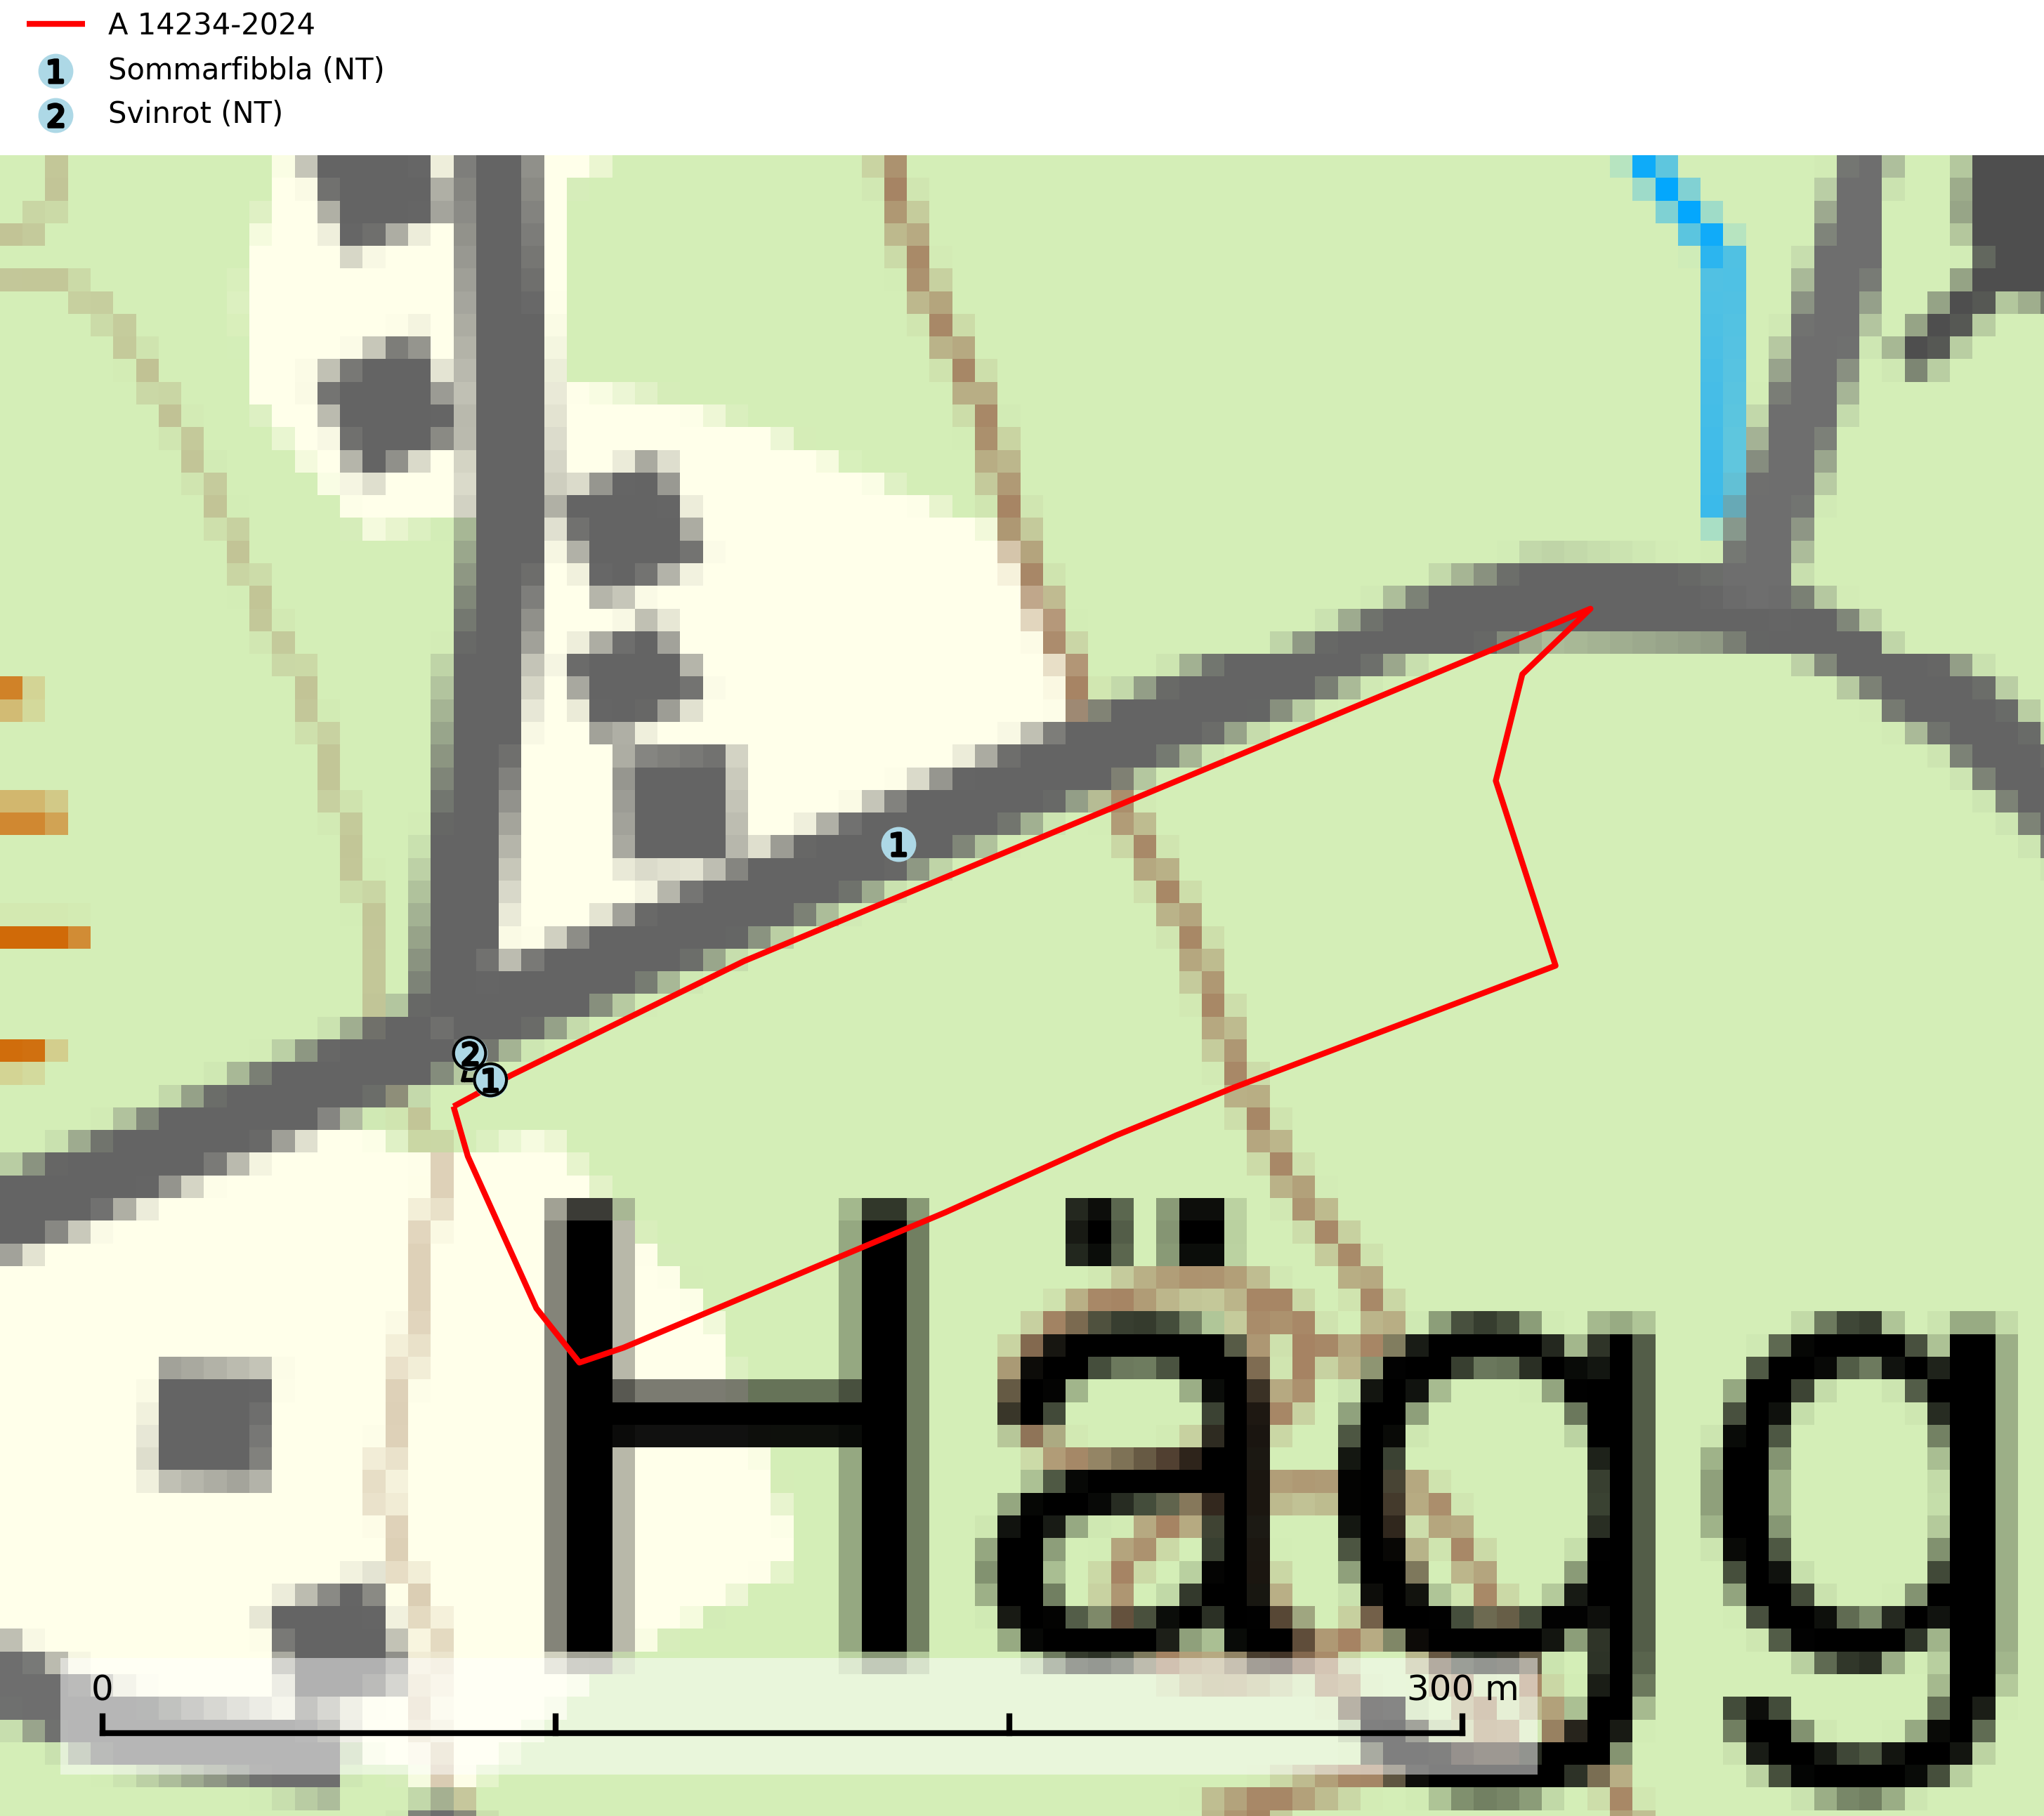 A 14234-2024
1 Sommarfibbla (NT)
2 Svinrot (NT)
1
2
1
Hägg
0 300 m